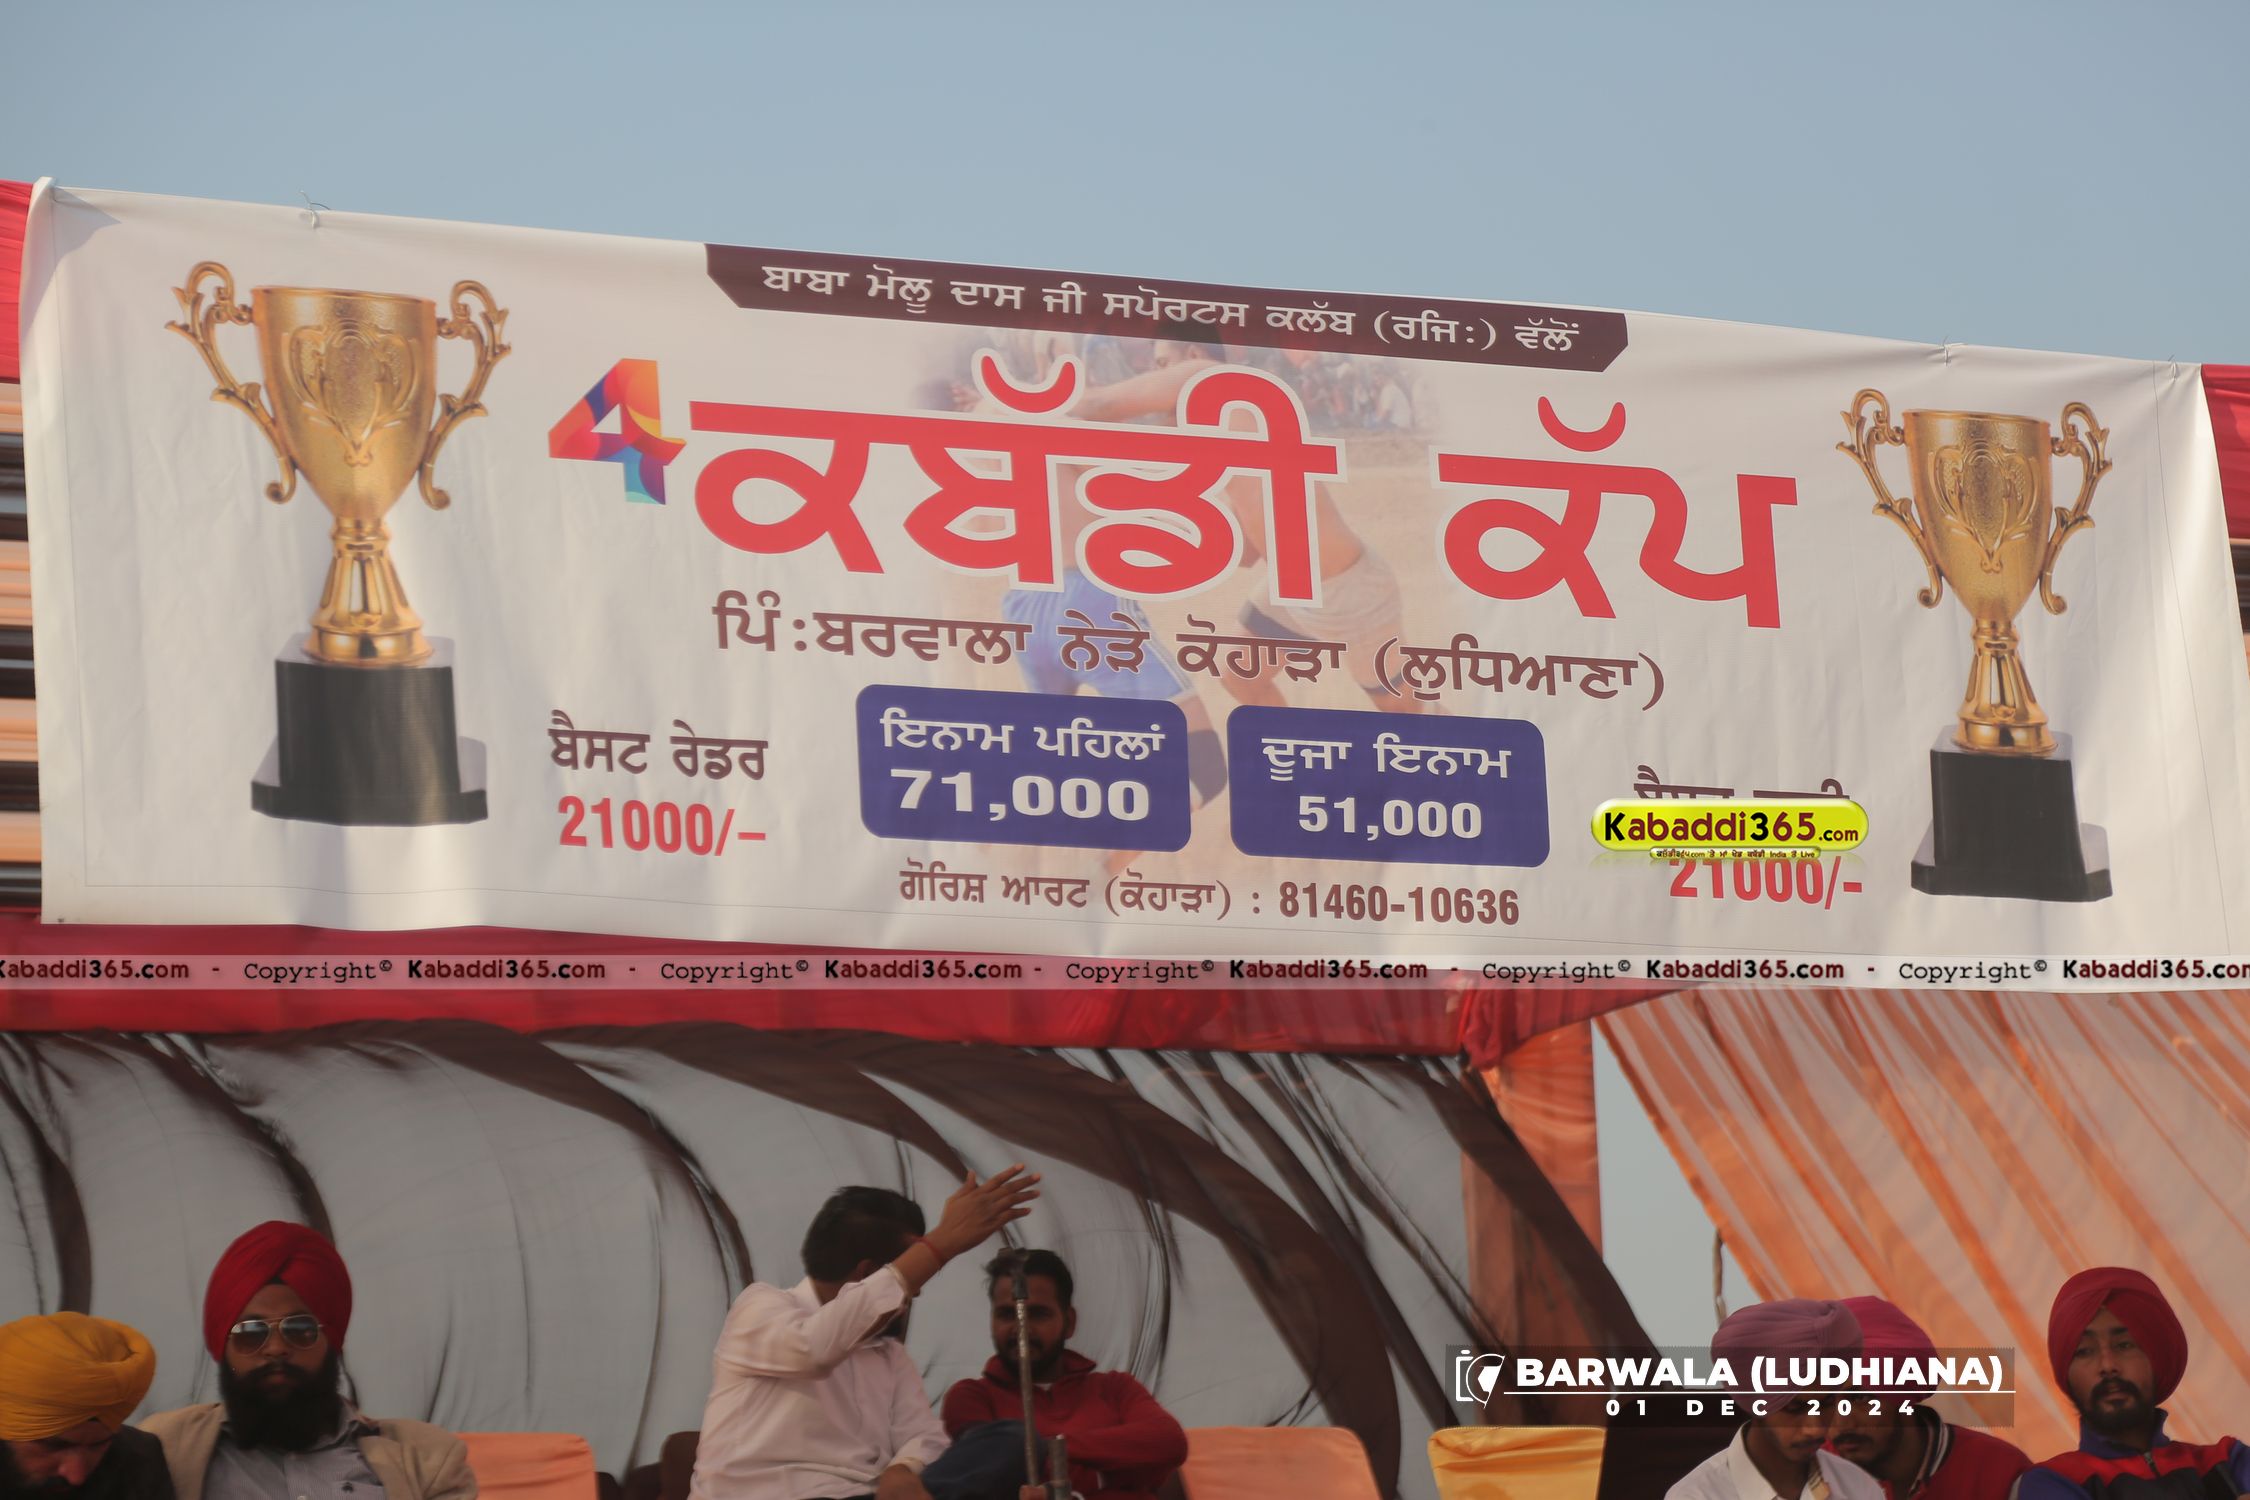 ਬਾਬਾ ਮੋਲੂ ਦਾਸ ਜੀ ਸਪੋਰਟਸ ਕਲੱਬ (ਰਜਿ:) ਵੱਲੋਂ
4 ਕਬੱਡੀ ਕੱਪ
ਪਿੰ:ਬਰਵਾਲਾ ਨੇੜੇ ਕੋਹਾੜਾ (ਲੁਧਿਆਣਾ)
ਬੈਸਟ ਰੇਡਰ
21000/-
ਇਨਾਮ ਪਹਿਲਾਂ
71,000
ਦੂਜਾ ਇਨਾਮ
51,000
Kabaddi365.com
21000/-
ਗੋਰਿਸ਼ ਆਰਟ (ਕੋਹਾੜਾ) : 81460-10636
Kabaddi365.com - Copyright© Kabaddi365.com - Copyright© Kabaddi365.com - Copyright© Kabaddi365.com - Copyright© Kabaddi365.com - Copyright© Kabaddi365.com
BARWALA (LUDHIANA)
01 DEC 2024